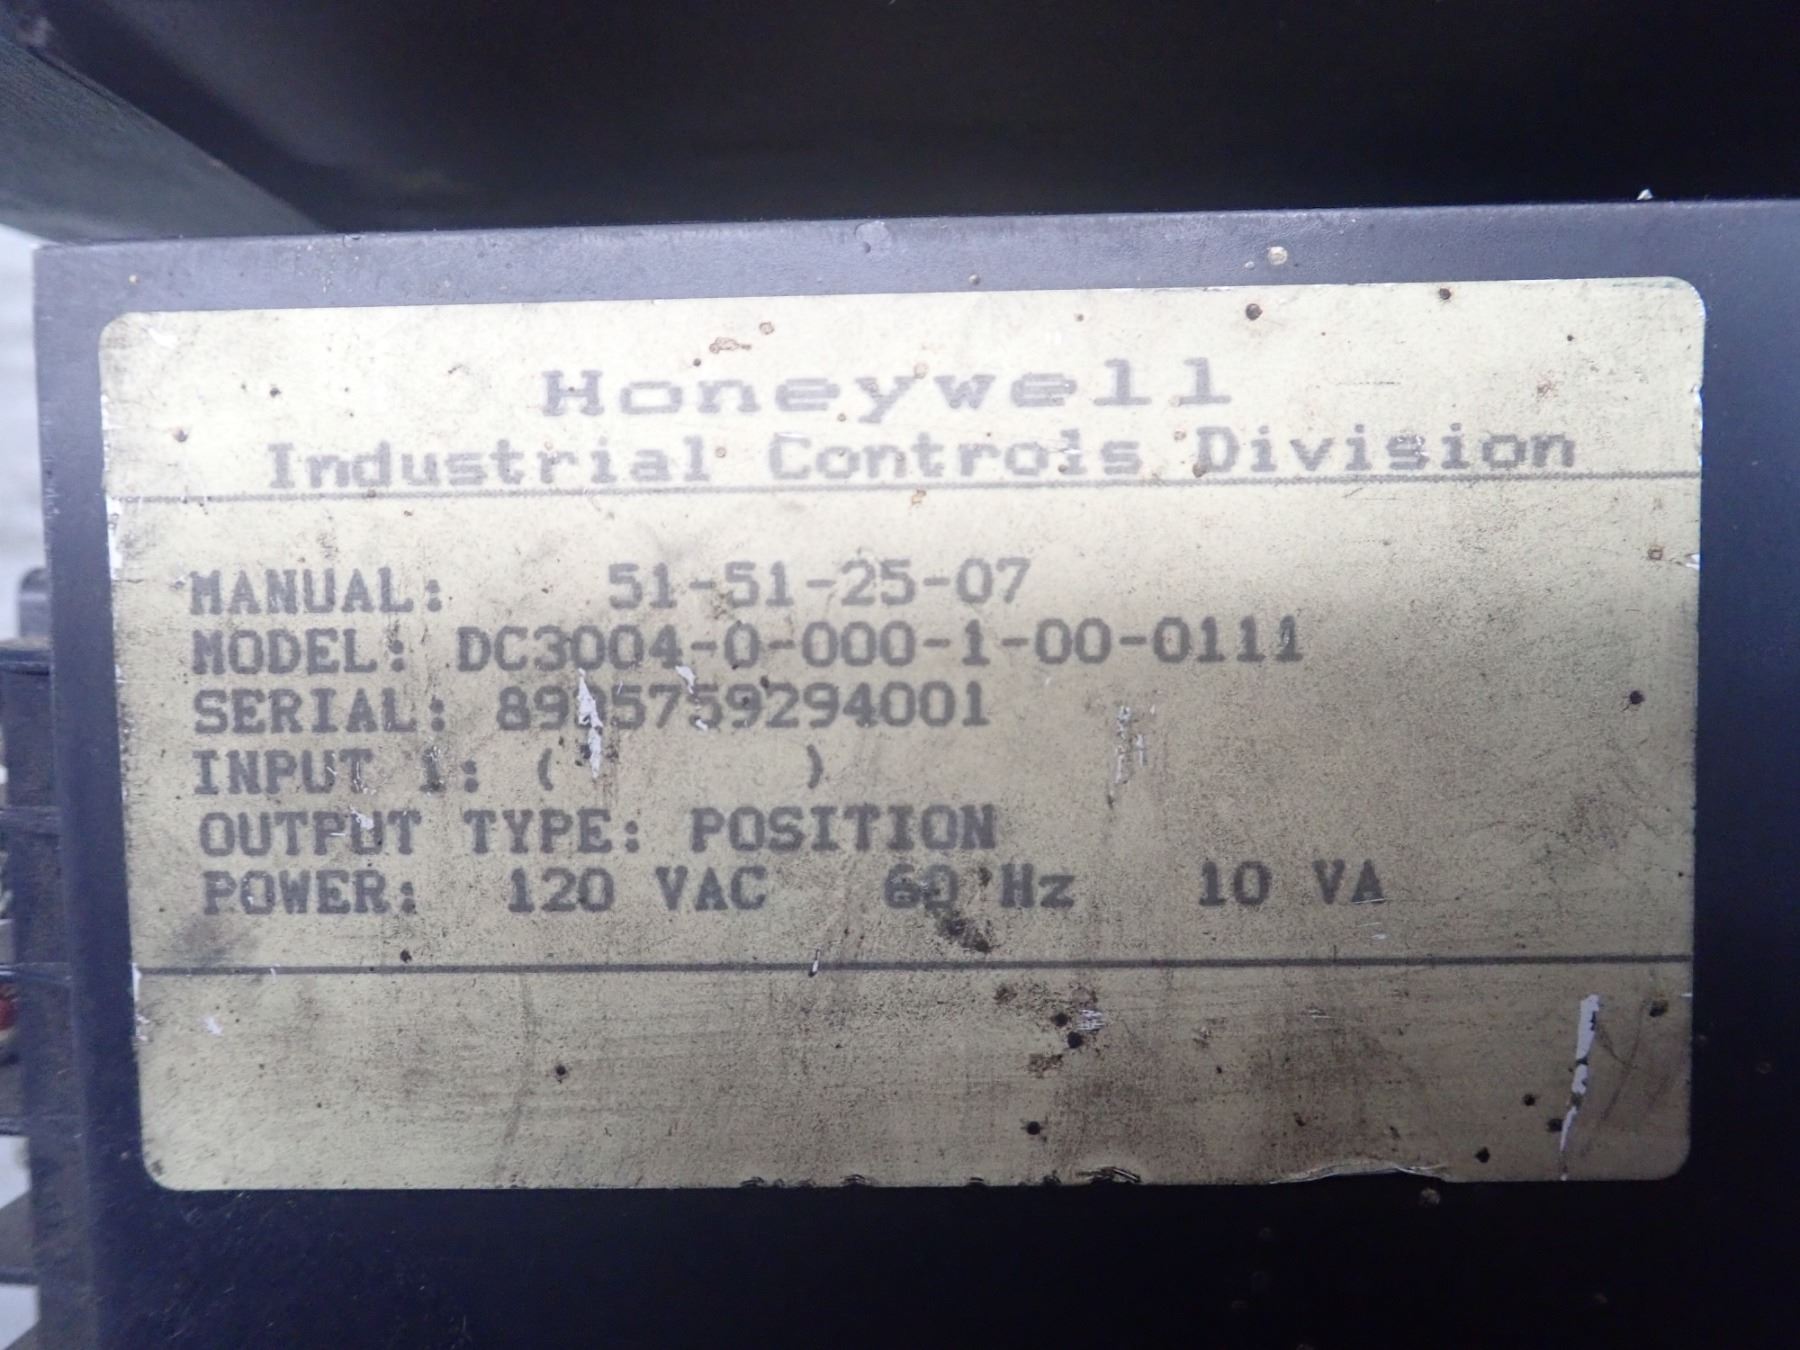 Honeywell
Industrial Controls Division
MANUAL: 51-51-25-07
MODEL: DC3004-0-000-1-00-0111
SERIAL:
INPUT 1: ( )
OUTPUT TYPE: POSITION
POWER: 120 VAC 60 Hz 10 VA